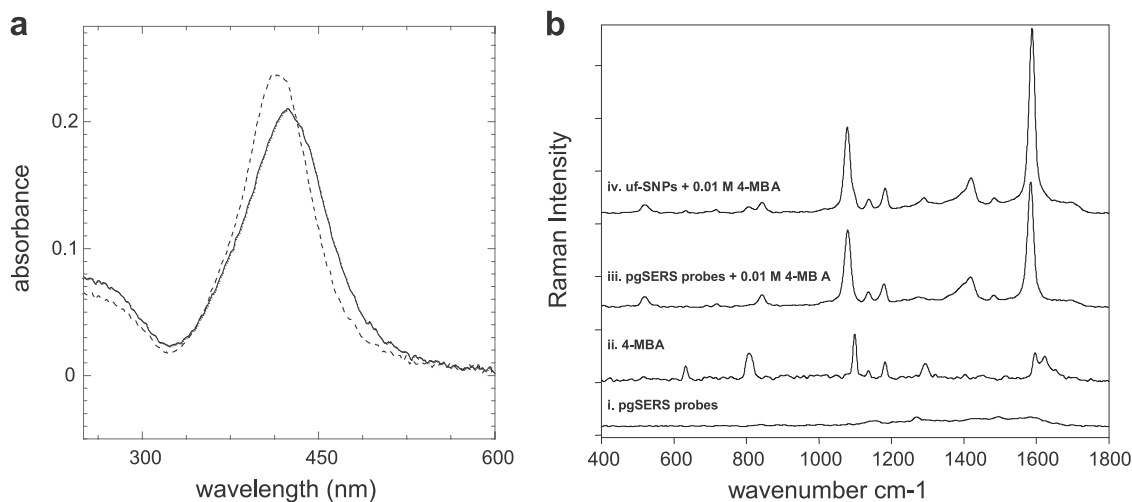 a
absorbance
0.2
0.1
0
300
450
600
wavelength (nm)
b
Raman Intensity
iv. uf-SNPs + 0.01 M 4-MBA
iii. pgSERS probes + 0.01 M 4-MB A
ii. 4-MBA
i. pgSERS probes
400
600
800
1000
1200
1400
1600
1800
wavenumber cm-1